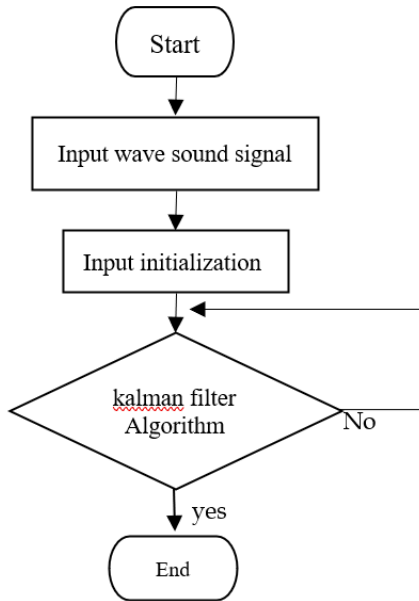 Start
Input wave sound signal
Input initialization
kalman filter
Algorithm
No
yes
End